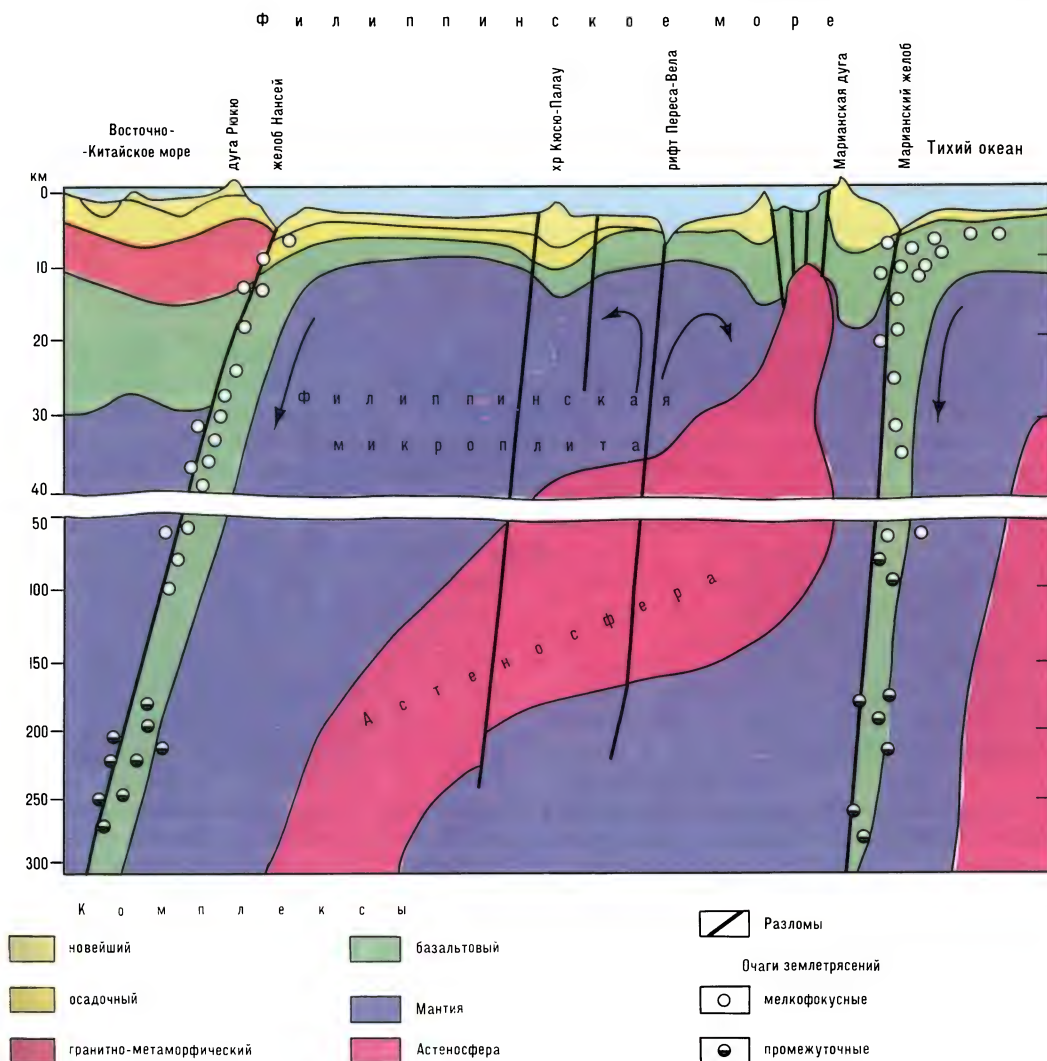 Филиппинское море
Восточно-
-Китайское море
дуга Рюкю
желоб Нансей
хр Кюсю-Палау
рифт Переса-Вела
Марианская дуга
Марианский желоб
Тихий океан
км
0
10
20
30
40
50
100
150
200
250
300
Филиппинская
микроплита
Астеносфера
Комплексы
новейший
осадочный
гранитно-метаморфический
базальтовый
Мантия
Астеносфера
Разломы
Очаги землетрясений
мелкофокусные
промежуточные